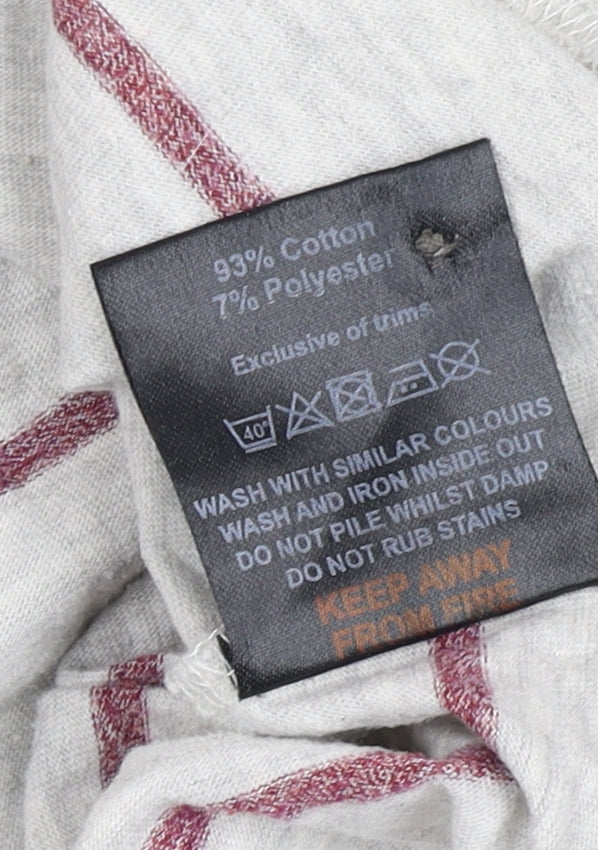 93% Cotton
7% Polyester
Exclusive of trims
40°
WASH WITH SIMILAR COLOURS
WASH AND IRON INSIDE OUT
DO NOT PILE WHILST DAMP
DO NOT RUB STAINS
KEEP AWAY
FROM FIRE